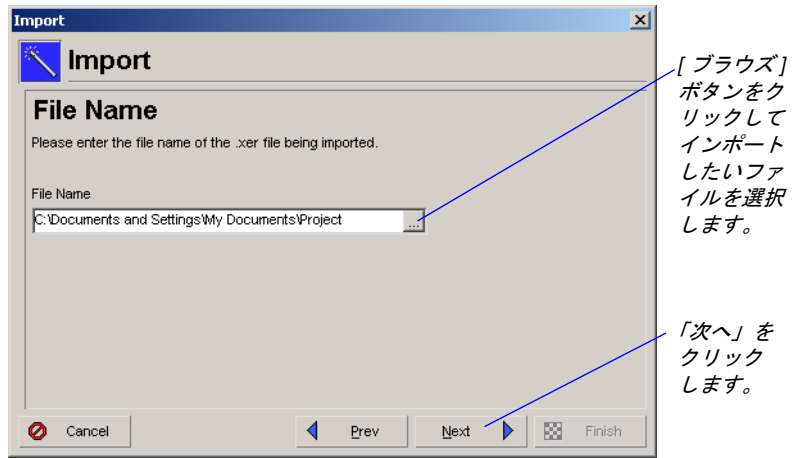 Import
Import
File Name
Please enter the file name of the .xer file being imported.
File Name
C:\Documents and Settings\My Documents\Project
...
Cancel
Prev
Next
Finish
[ ブラウズ ]
ボタンをク
リックして
インポート
したいファ
イルを選択
します。
「次へ」を
クリック
します。